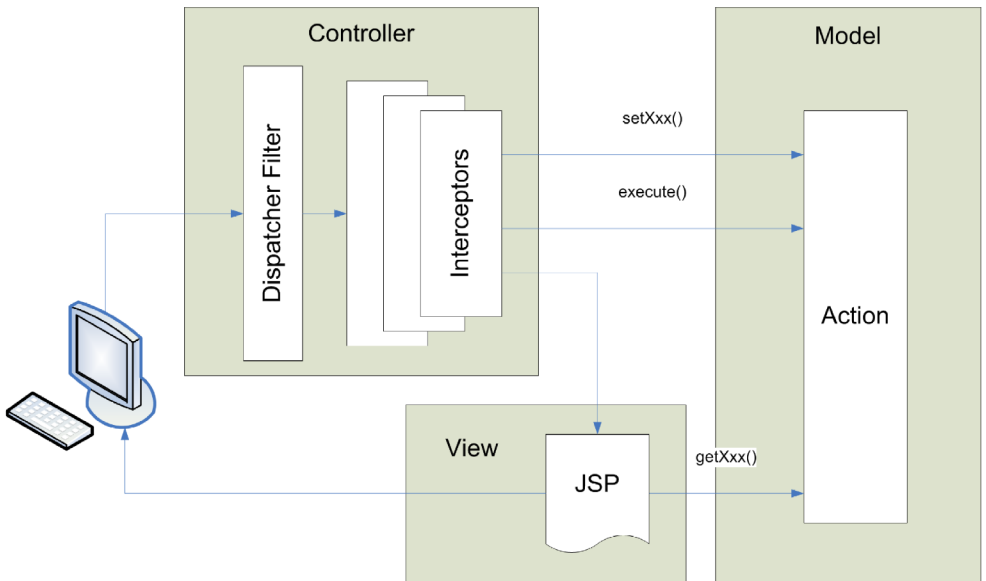 Controller
Model
Dispatcher Filter
Interceptors
setXxx()
execute()
Action
View
JSP
getXxx()